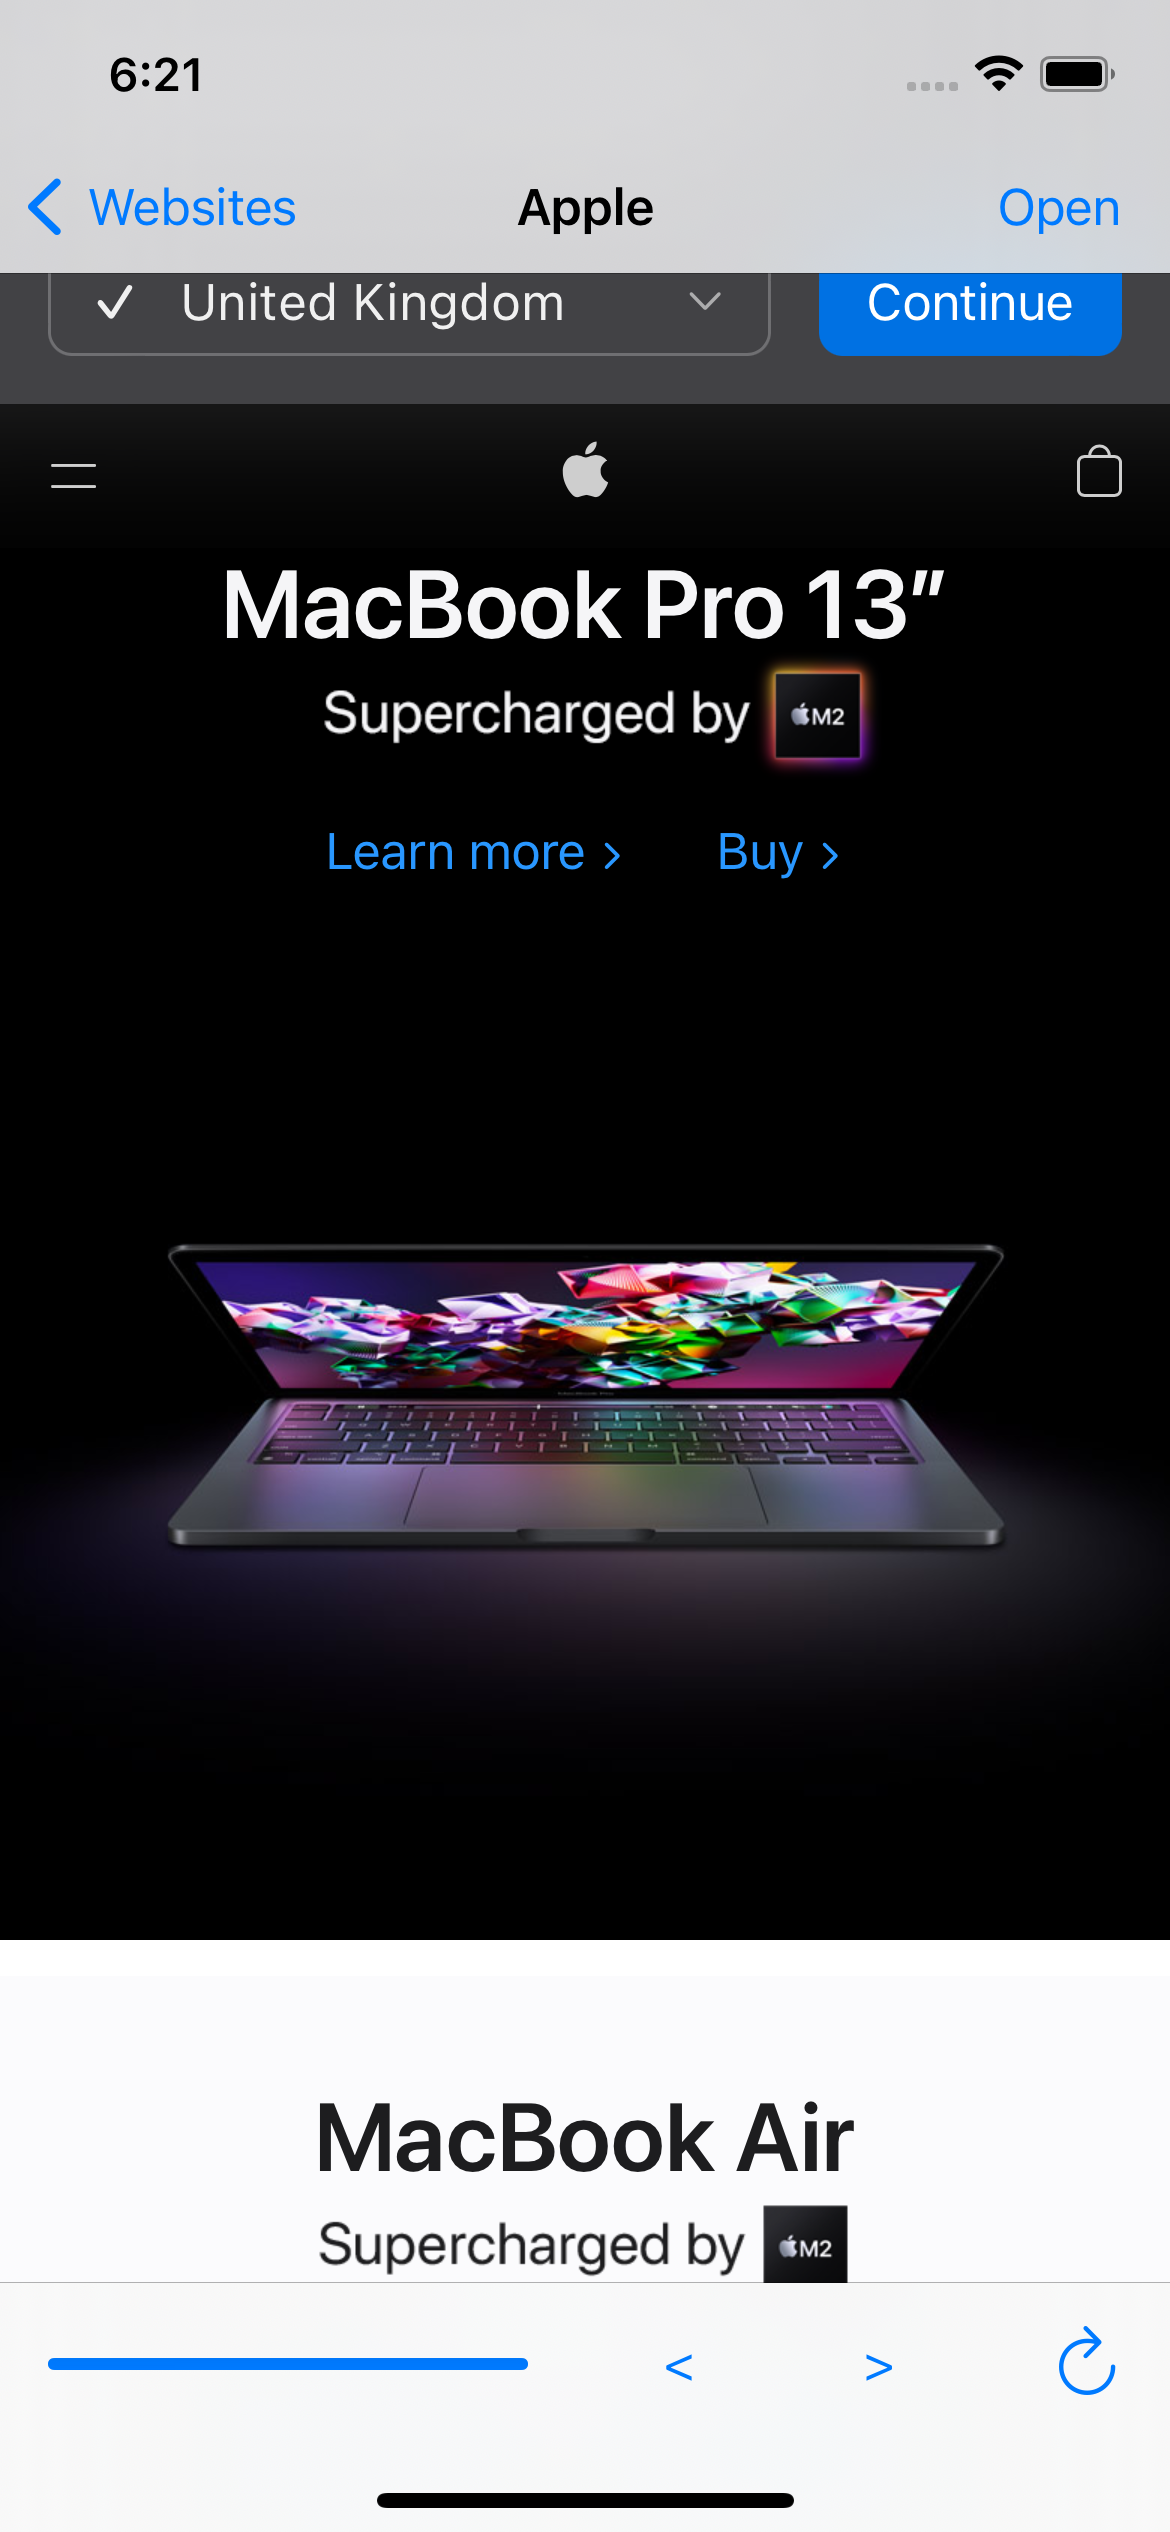 6:21
Websites
Apple
Open
United Kingdom
Continue
MacBook Pro 13″
Supercharged by M2
Learn more >
Buy >
MacBook Air
Supercharged by M2
< >